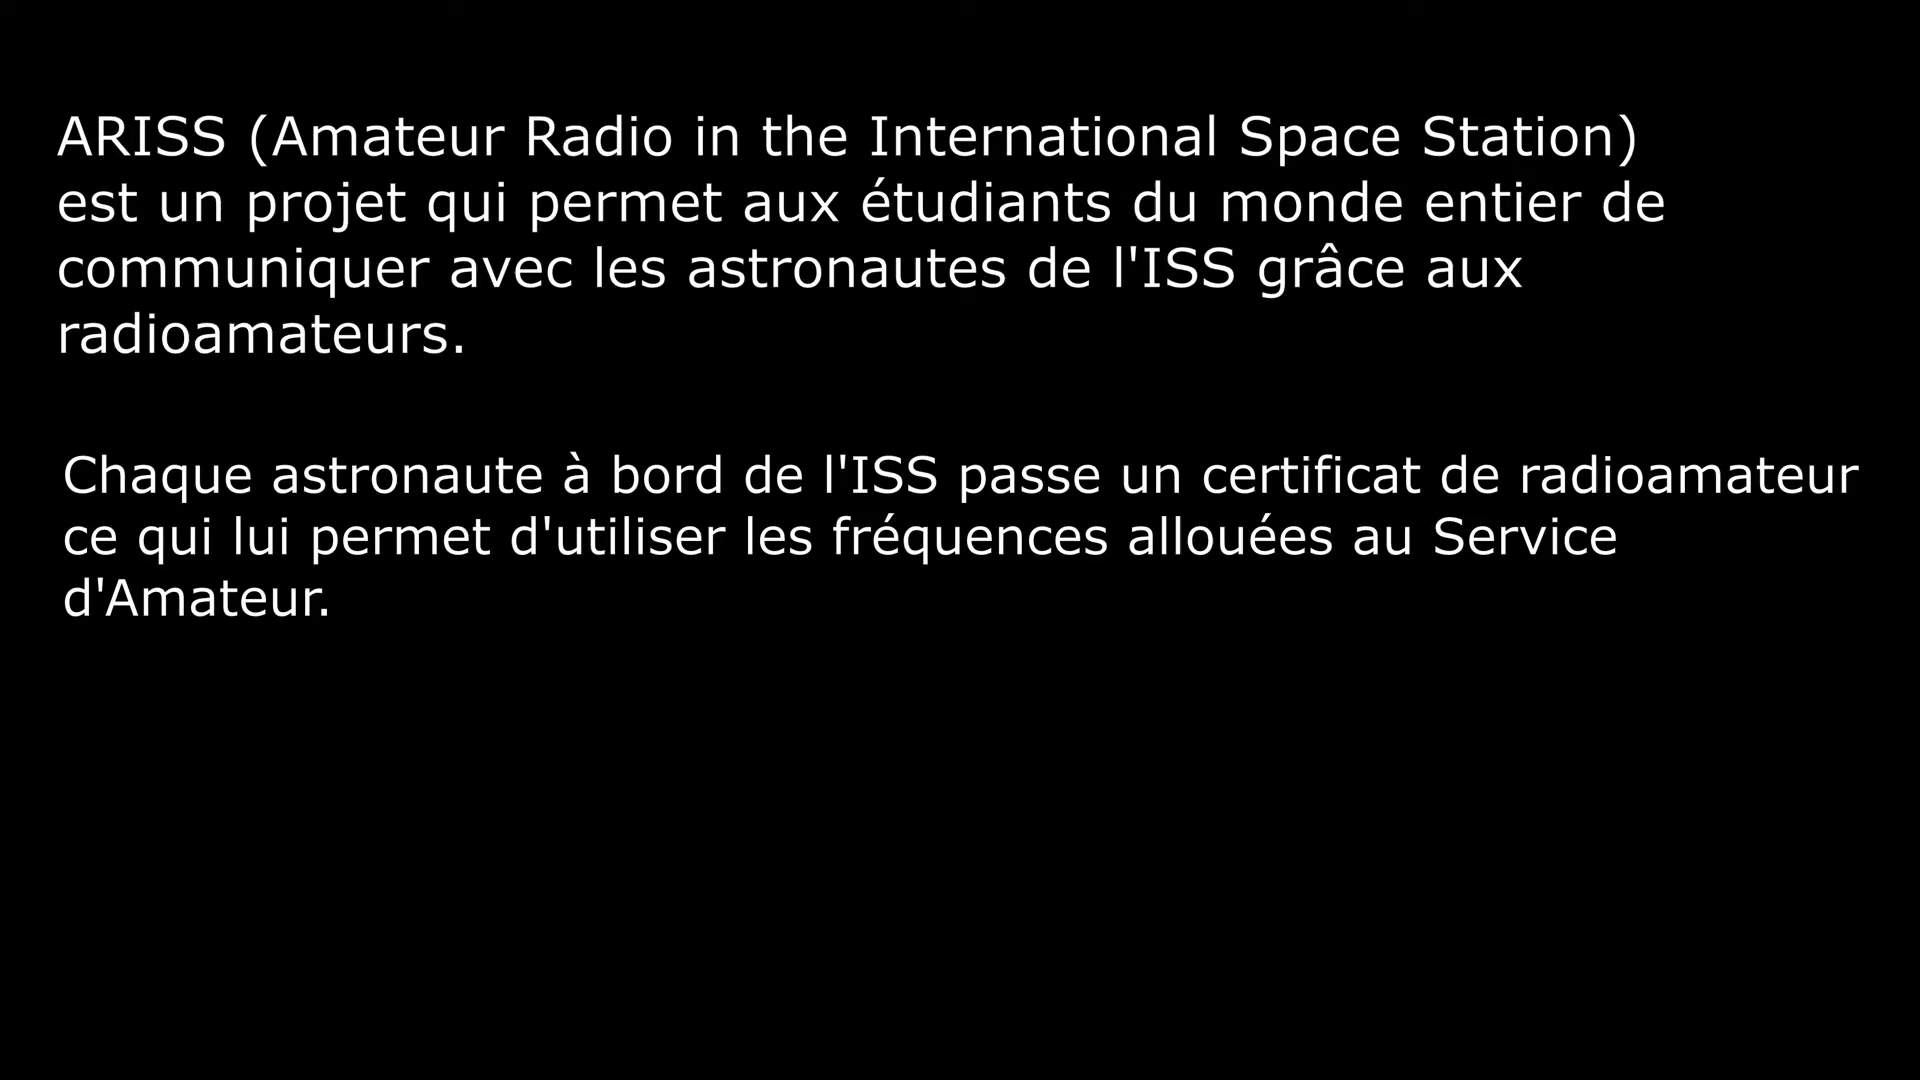 ARISS (Amateur Radio in the International Space Station)
est un projet qui permet aux étudiants du monde entier de
communiquer avec les astronautes de l'ISS grâce aux
radioamateurs.
Chaque astronaute à bord de l'ISS passe un certificat de radioamateur
ce qui lui permet d'utiliser les fréquences allouées au Service
d'Amateur.